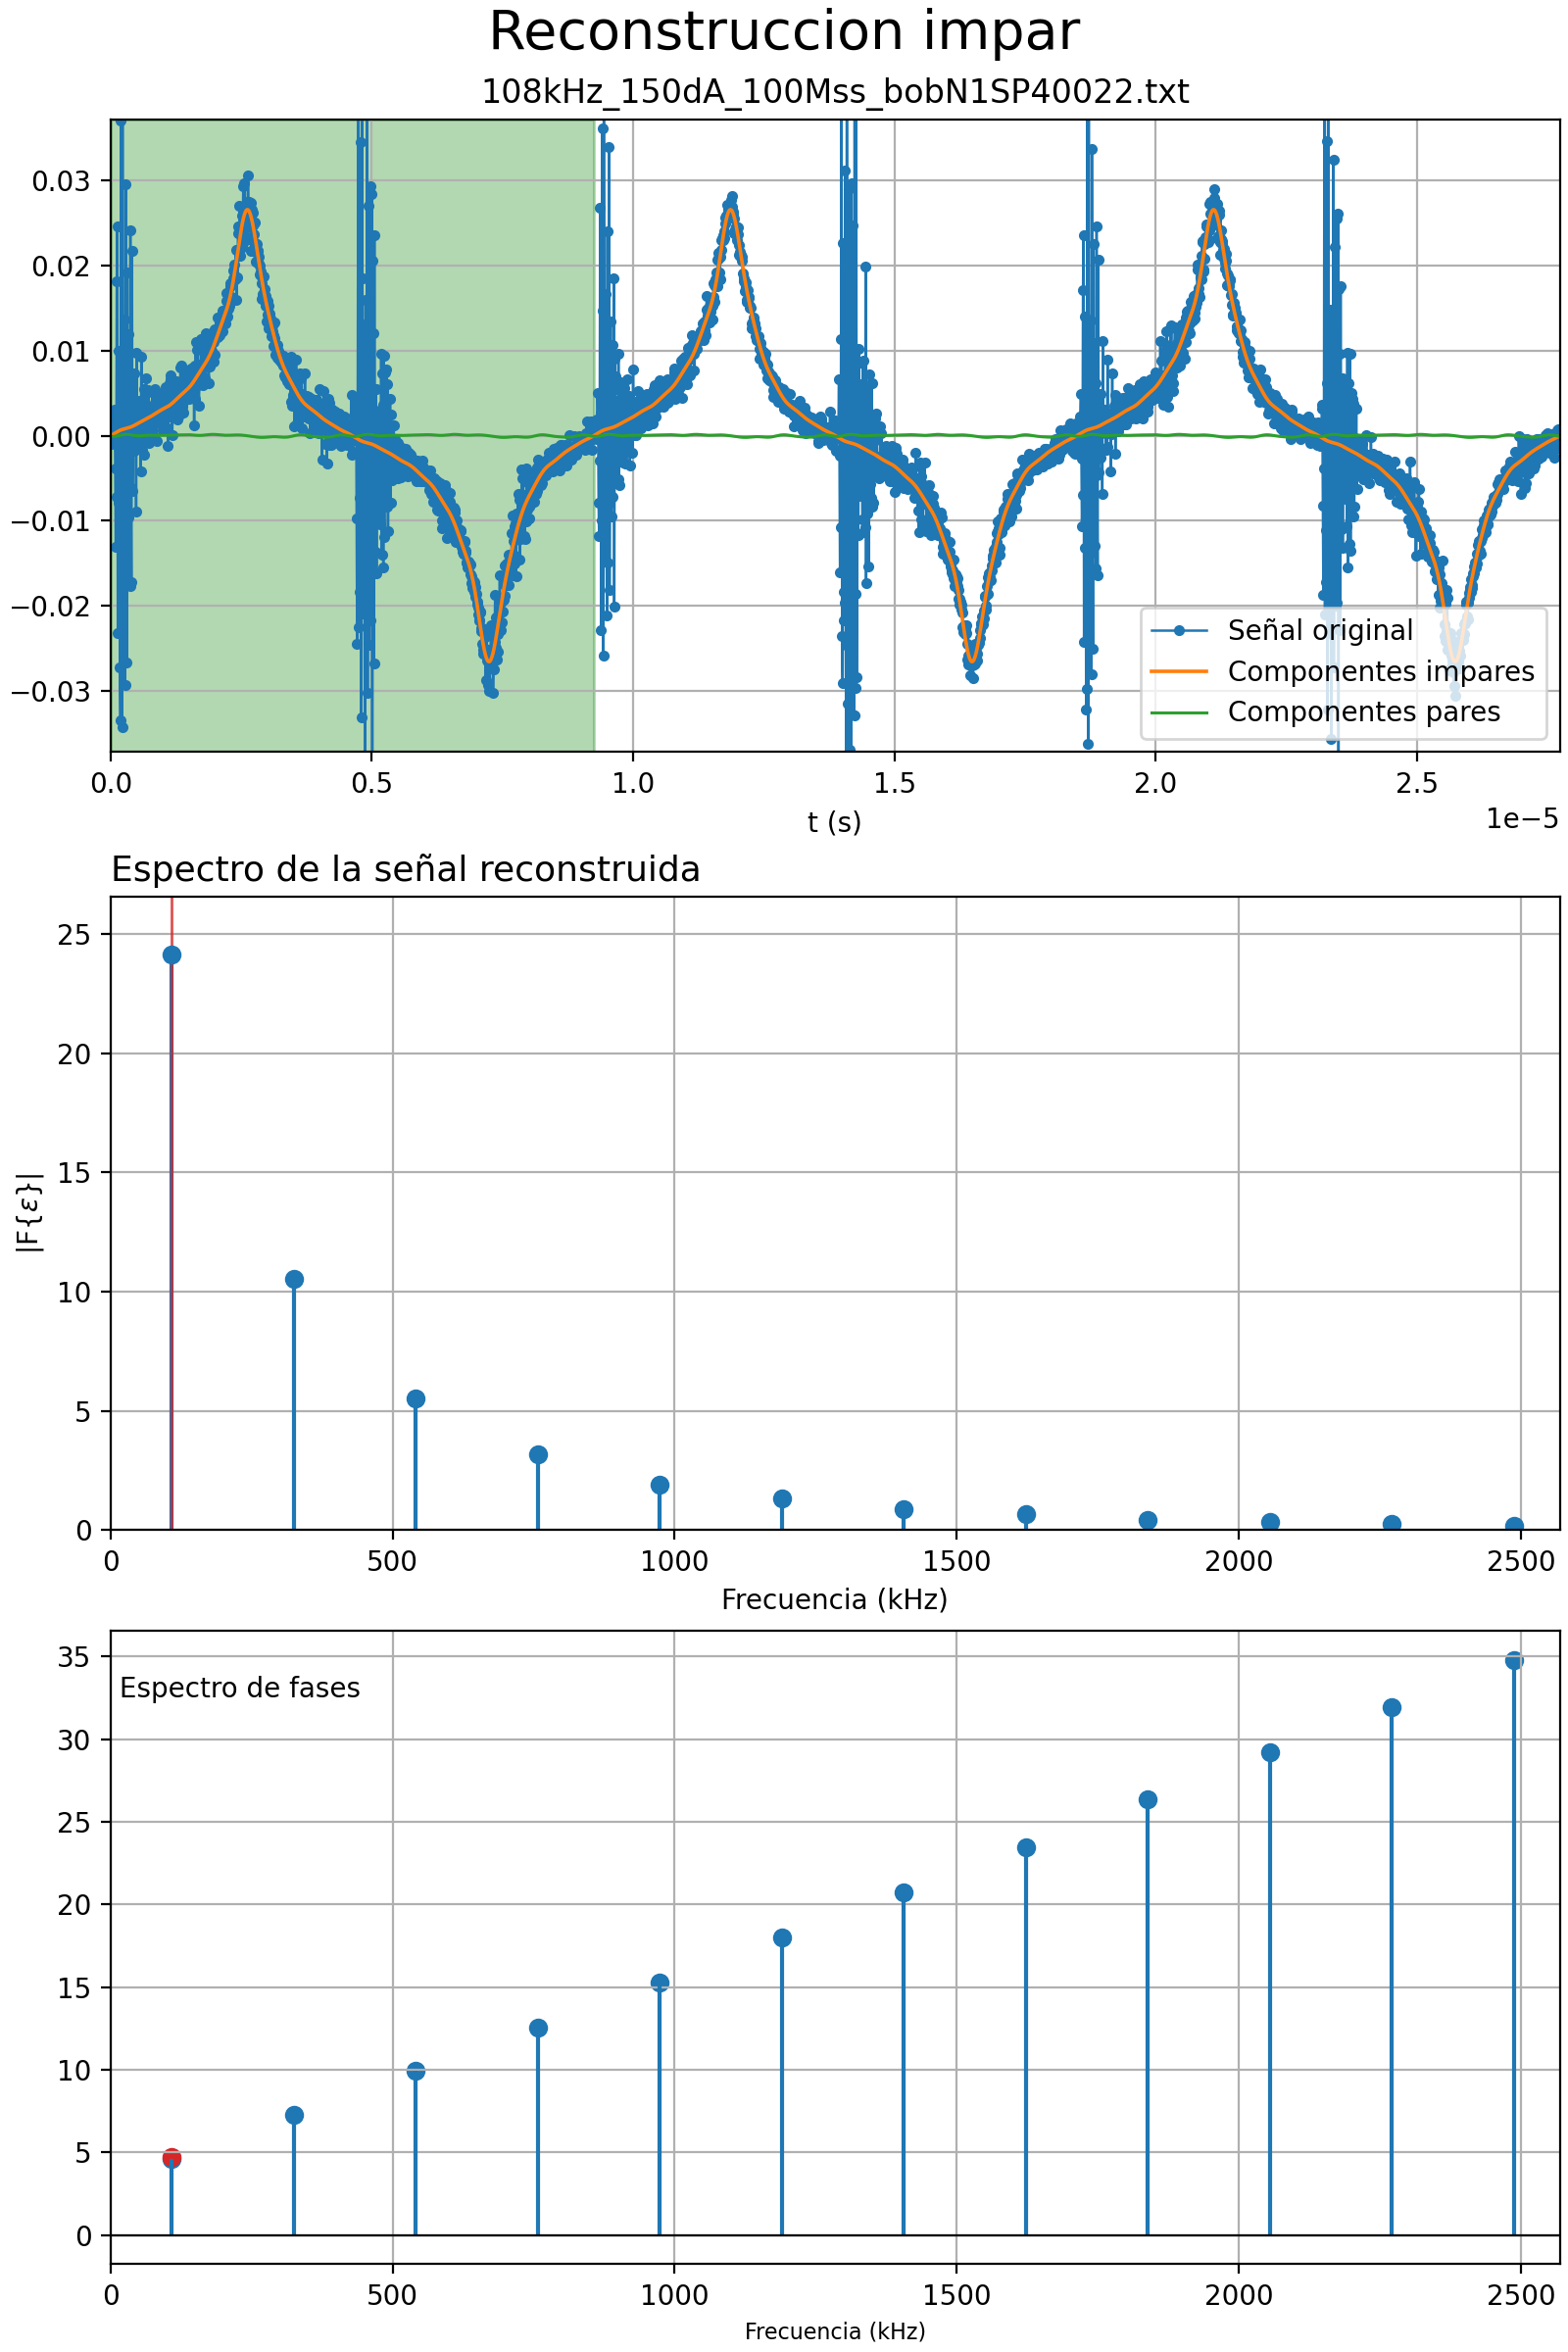 Reconstruccion impar
108kHz_150dA_100Mss_bobN1SP40022.txt
0.03
0.02
0.01
0.00
−0.01
−0.02
−0.03
Señal original
Componentes impares
Componentes pares
0.0 0.5 1.0 1.5 2.0 2.5
1e−5
t (s)
Espectro de la señal reconstruida
25
20
15
10
5
0
|F{ε}|
0 500 1000 1500 2000 2500
Frecuencia (kHz)
35
Espectro de fases
30
25
20
15
10
5
0
0 500 1000 1500 2000 2500
Frecuencia (kHz)